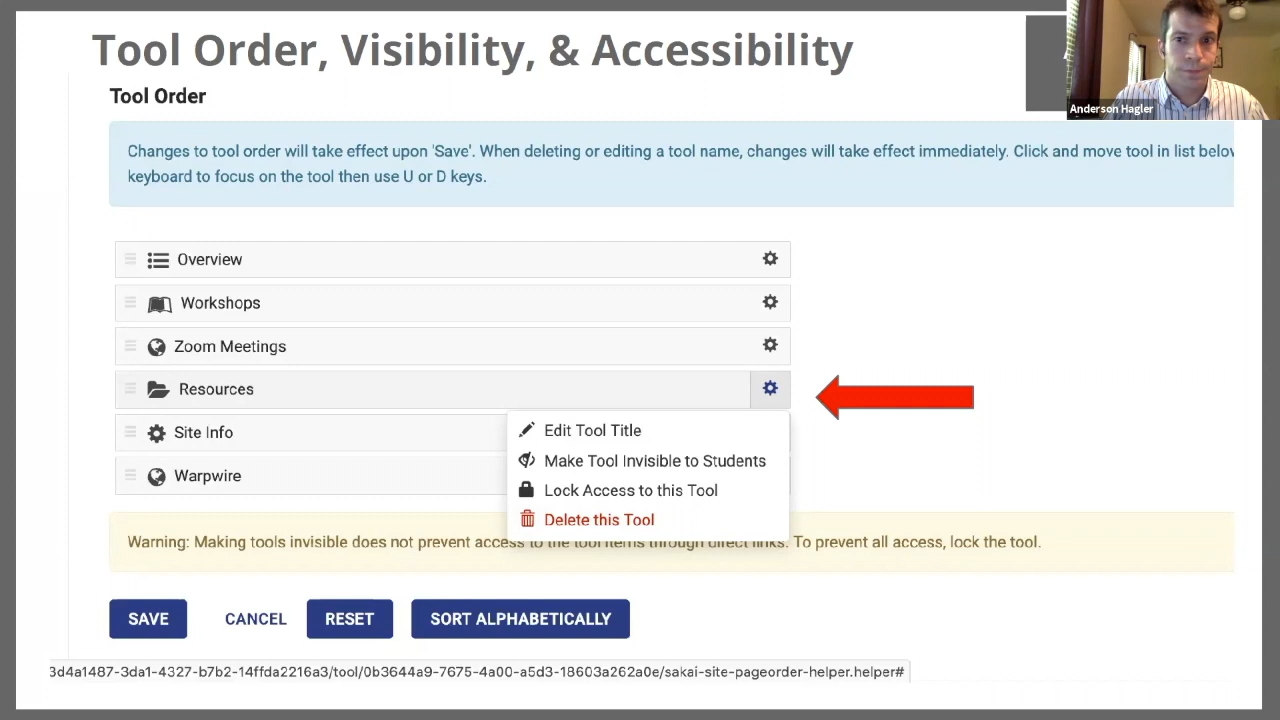 Tool Order, Visibility, & Accessibility
Anderson Hagler
Tool Order
Changes to tool order will take effect upon 'Save'. When deleting or editing a tool name, changes will take effect immediately. Click and move tool in list
keyboard to focus on the tool then use U or D keys.
Overview
Workshops
Zoom Meetings
Resources
Site Info
Warpwire
Edit Tool Title
Make Tool Invisible to Students
Lock Access to this Tool
Delete this Tool
Warning: Making tools invisible does not prevent access to the tool items through direct links. To prevent all access, lock the tool.
SAVE
CANCEL
RESET
SORT ALPHABETICALLY
3d4a1487-3da1-4327-b7b2-14ffda2216a3/tool/0b3644a9-7675-4a00-a5d3-18603a262a0e/sakai-site-pageorder-helper.helper#